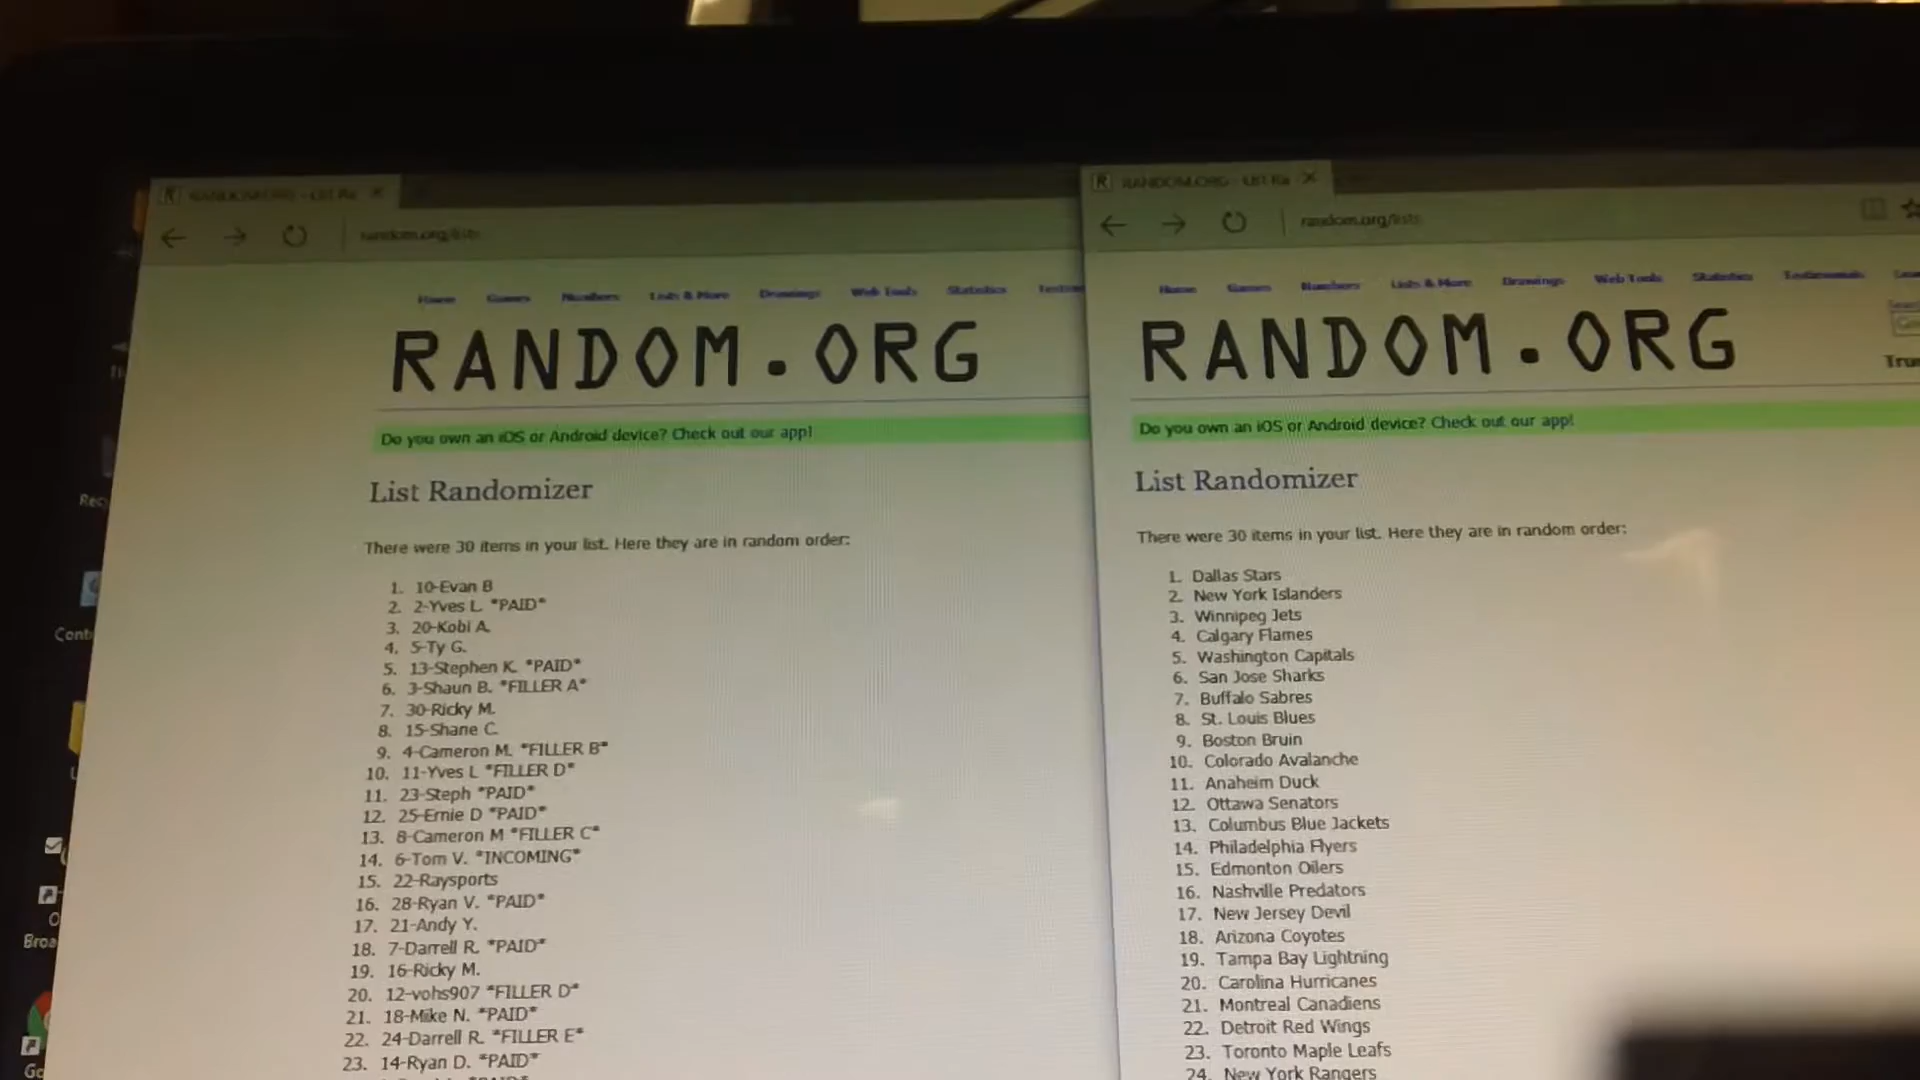 RANDOM.ORG - List Ra
random.org/lists
Home Games Numbers Lists & More Drawings Web Tools Statistics
RANDOM.ORG
Do you own an iOS or Android device? Check out our app!
List Randomizer
There were 30 items in your list. Here they are in random order:
1. 10-Evan B
2. 2-Yves L. *PAID*
3. 20-Kobi A.
4. 5-Ty G.
5. 13-Stephen K. *PAID*
6. 3-Shaun B. *FILLER A*
7. 30-Ricky M.
8. 15-Shane C.
9. 4-Cameron M. *FILLER B*
10. 11-Yves L *FILLER D*
11. 23-Steph *PAID*
12. 25-Ernie D *PAID*
13. 8-Cameron M *FILLER C*
14. 6-Tom V. *INCOMING*
15. 22-Raysports
16. 28-Ryan V. *PAID*
17. 21-Andy Y.
18. 7-Darrell R. *PAID*
19. 16-Ricky M.
20. 12-vohs907 *FILLER D*
21. 18-Mike N. *PAID*
22. 24-Darrell R. *FILLER E*
23. 14-Ryan D. *PAID*
RANDOM.ORG - List Ra
random.org/lists
Home Games Numbers Lists & More Drawings Web Tools Statistics Testimonials
RANDOM.ORG
Do you own an iOS or Android device? Check out our app!
List Randomizer
There were 30 items in your list. Here they are in random order:
1. Dallas Stars
2. New York Islanders
3. Winnipeg Jets
4. Calgary Flames
5. Washington Capitals
6. San Jose Sharks
7. Buffalo Sabres
8. St. Louis Blues
9. Boston Bruin
10. Colorado Avalanche
11. Anaheim Duck
12. Ottawa Senators
13. Columbus Blue Jackets
14. Philadelphia Flyers
15. Edmonton Oilers
16. Nashville Predators
17. New Jersey Devil
18. Arizona Coyotes
19. Tampa Bay Lightning
20. Carolina Hurricanes
21. Montreal Canadiens
22. Detroit Red Wings
23. Toronto Maple Leafs
24. New York Rangers